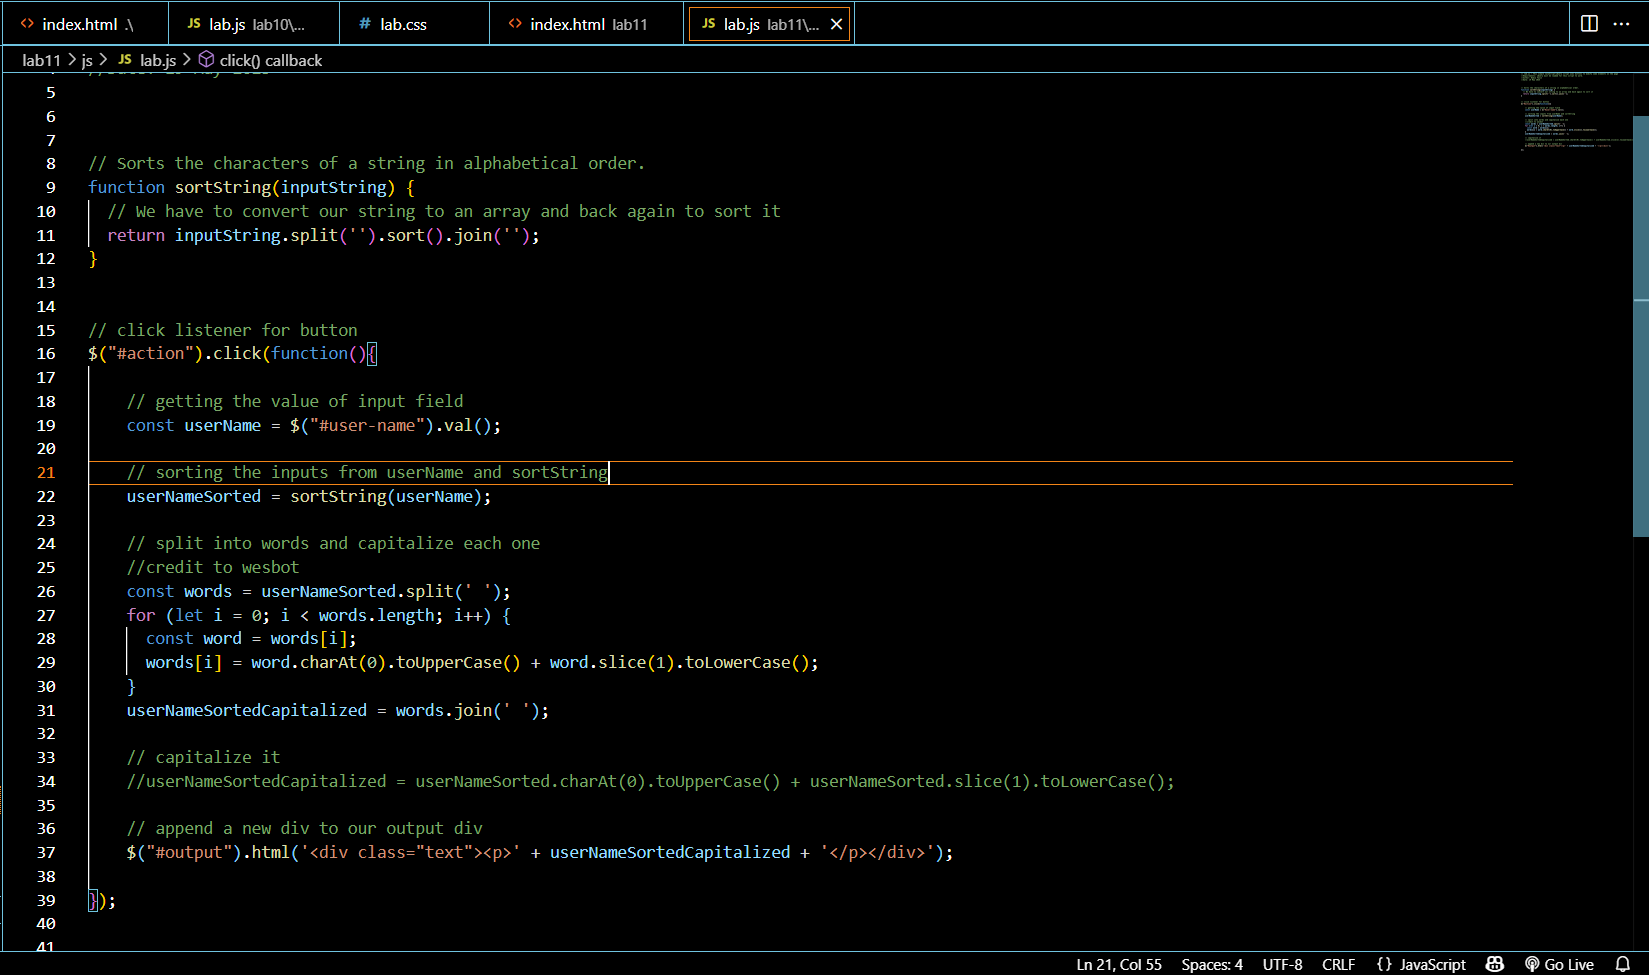 index.html .\
JS lab.js lab10\...
# lab.css
index.html lab11
JS lab.js lab11\...
lab11 > js > JS lab.js > click() callback
5
6
7
8 // Sorts the characters of a string in alphabetical order.
9 function sortString(inputString) {
10 // We have to convert our string to an array and back again to sort it
11 return inputString.split('').sort().join('');
12 }
13
14
15 // click listener for button
16 $("#action").click(function(){
17
18 // getting the value of input field
19 const userName = $("#user-name").val();
20
21 // sorting the inputs from userName and sortString
22 userNameSorted = sortString(userName);
23
24 // split into words and capitalize each one
25 //credit to wesbot
26 const words = userNameSorted.split(' ');
27 for (let i = 0; i < words.length; i++) {
28 const word = words[i];
29 words[i] = word.charAt(0).toUpperCase() + word.slice(1).toLowerCase();
30 }
31 userNameSortedCapitalized = words.join(' ');
32
33 // capitalize it
34 //userNameSortedCapitalized = userNameSorted.charAt(0).toUpperCase() + userNameSorted.slice(1).toLowerCase();
35
36 // append a new div to our output div
37 $("#output").html('<div class="text"><p>' + userNameSortedCapitalized + '</p></div>');
38
39 });
40
41
Ln 21, Col 55 Spaces: 4 UTF-8 CRLF {} JavaScript Go Live